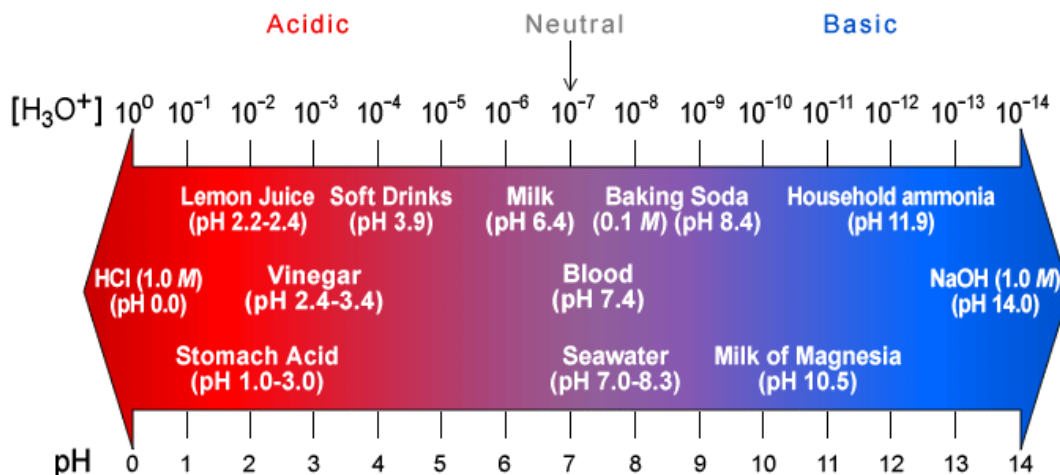 Acidic Neutral Basic
[H₃O⁺] 10⁰ 10⁻¹ 10⁻² 10⁻³ 10⁻⁴ 10⁻⁵ 10⁻⁶ 10⁻⁷ 10⁻⁸ 10⁻⁹ 10⁻¹⁰ 10⁻¹¹ 10⁻¹² 10⁻¹³ 10⁻¹⁴
Lemon Juice Soft Drinks Milk Baking Soda Household ammonia
(pH 2.2-2.4) (pH 3.9) (pH 6.4) (0.1 M) (pH 8.4) (pH 11.9)
HCl (1.0 M) Vinegar Blood NaOH (1.0 M)
(pH 0.0) (pH 2.4-3.4) (pH 7.4) (pH 14.0)
Stomach Acid Seawater Milk of Magnesia
(pH 1.0-3.0) (pH 7.0-8.3) (pH 10.5)
pH 0 1 2 3 4 5 6 7 8 9 10 11 12 13 14